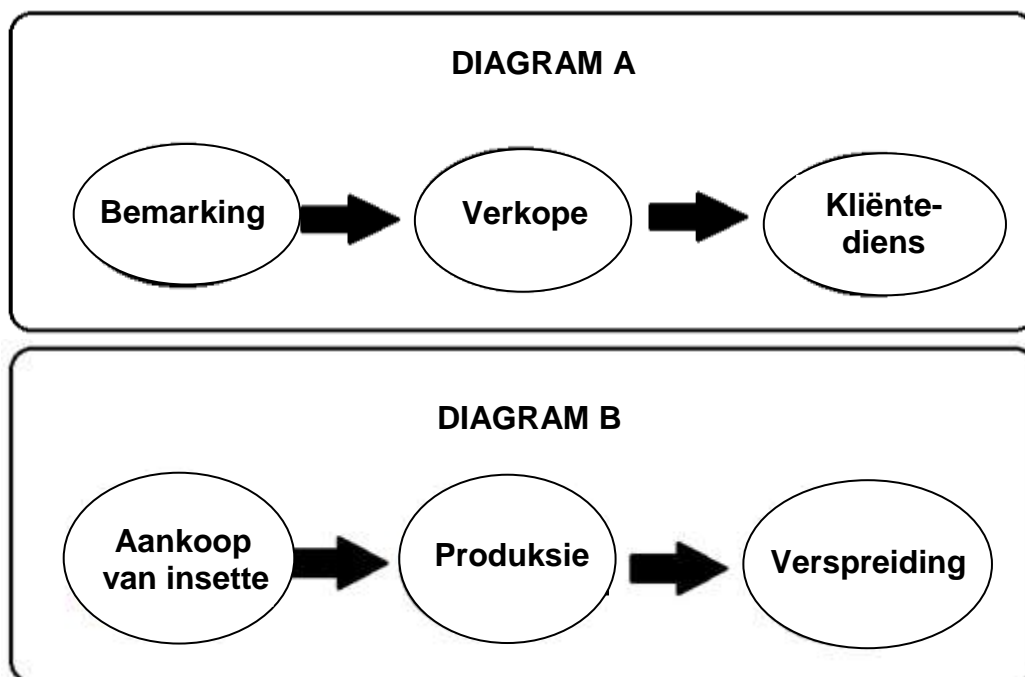 DIAGRAM A
Bemarking
Verkope
Kliënte-
diens
DIAGRAM B
Aankoop
van insette
Produksie
Verspreiding